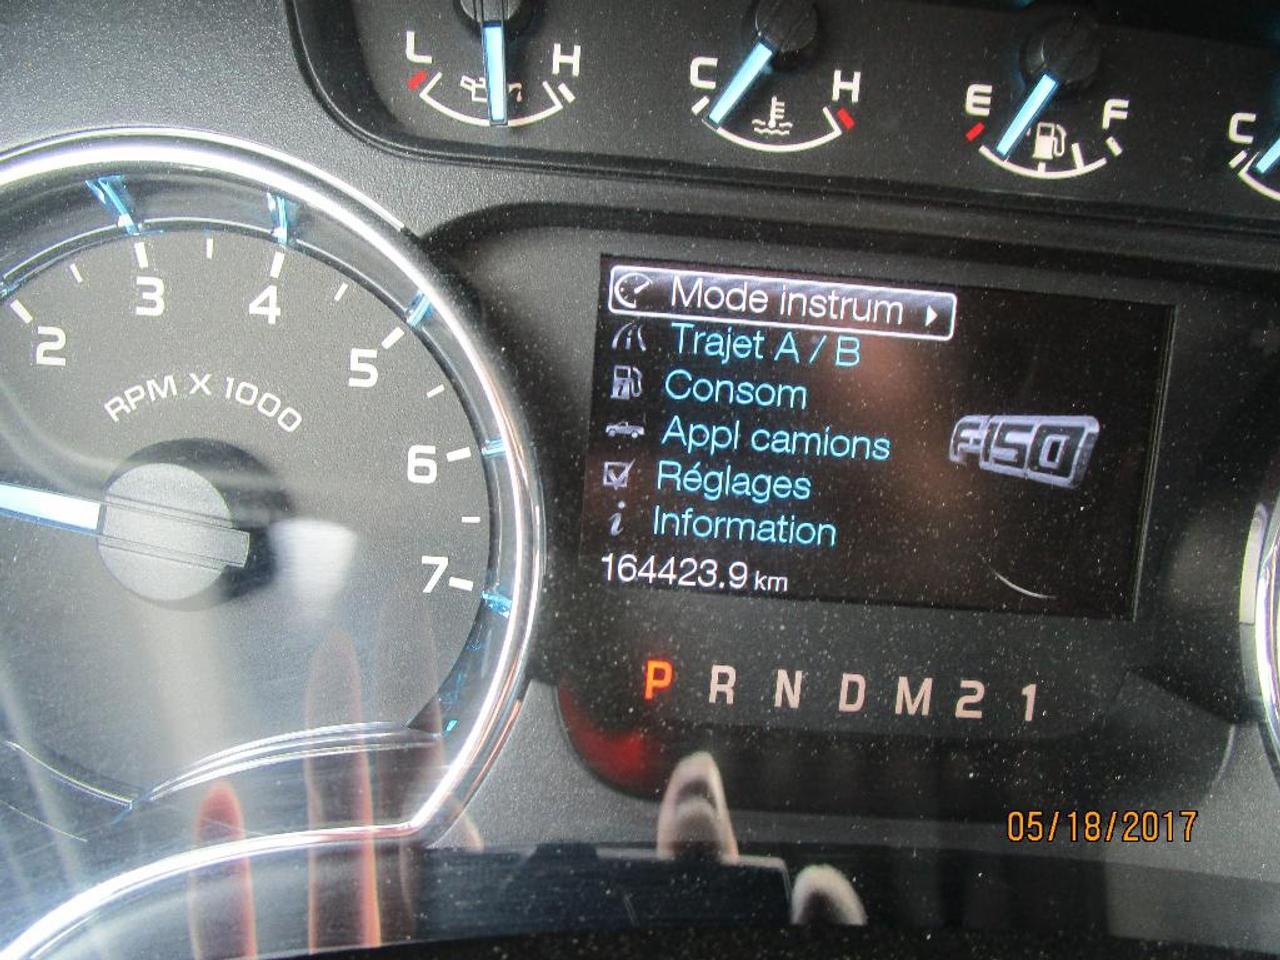 L H
C H
E F
C
2 3 4 5 6 7
RPM X 1000
Mode instrum
Trajet A / B
Consom
Appl camions
Réglages
Information
F-150
164423.9 km
P R N D M 2 1
05/18/2017